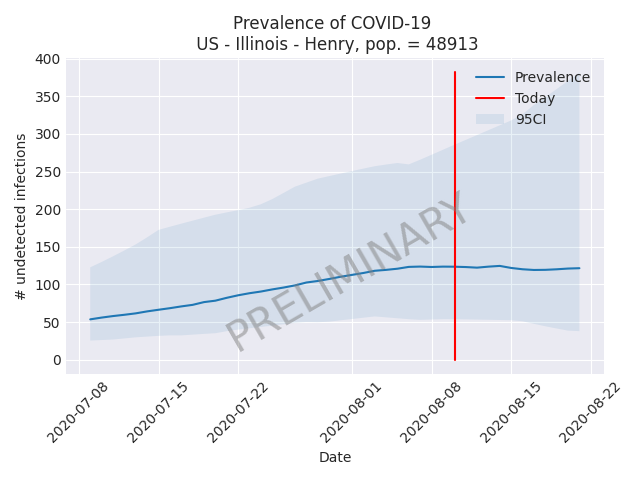 Prevalence of COVID-19
US - Illinois - Henry, pop. = 48913
# undetected infections
400
350
300
250
200
150
100
50
0
Prevalence
Today
95CI
PRELIMINARY
2020-07-08
2020-07-15
2020-07-22
2020-08-01
2020-08-08
2020-08-15
2020-08-22
Date